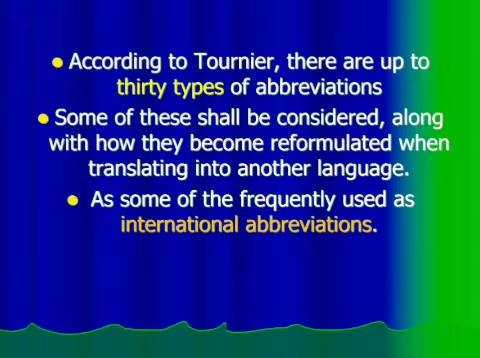 According to Tournier, there are up to
thirty types of abbreviations
Some of these shall be considered, along
with how they become reformulated when
translating into another language.
As some of the frequently used as
international abbreviations.